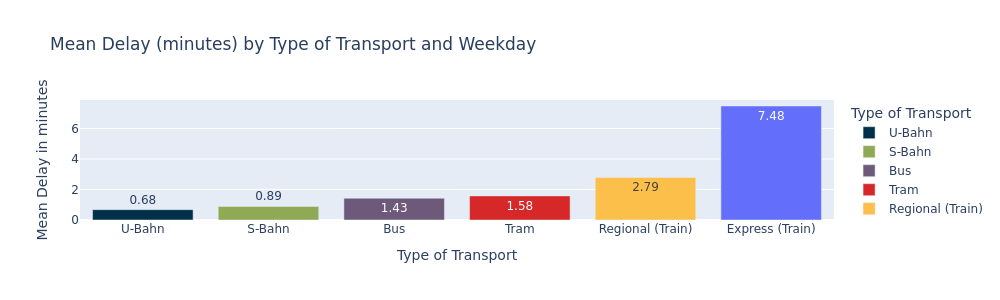 Mean Delay (minutes) by Type of Transport and Weekday
Mean Delay in minutes
6
4
2
0
0.68
0.89
1.43
1.58
2.79
7.48
U-Bahn
S-Bahn
Bus
Tram
Regional (Train)
Express (Train)
Type of Transport
Type of Transport
U-Bahn
S-Bahn
Bus
Tram
Regional (Train)